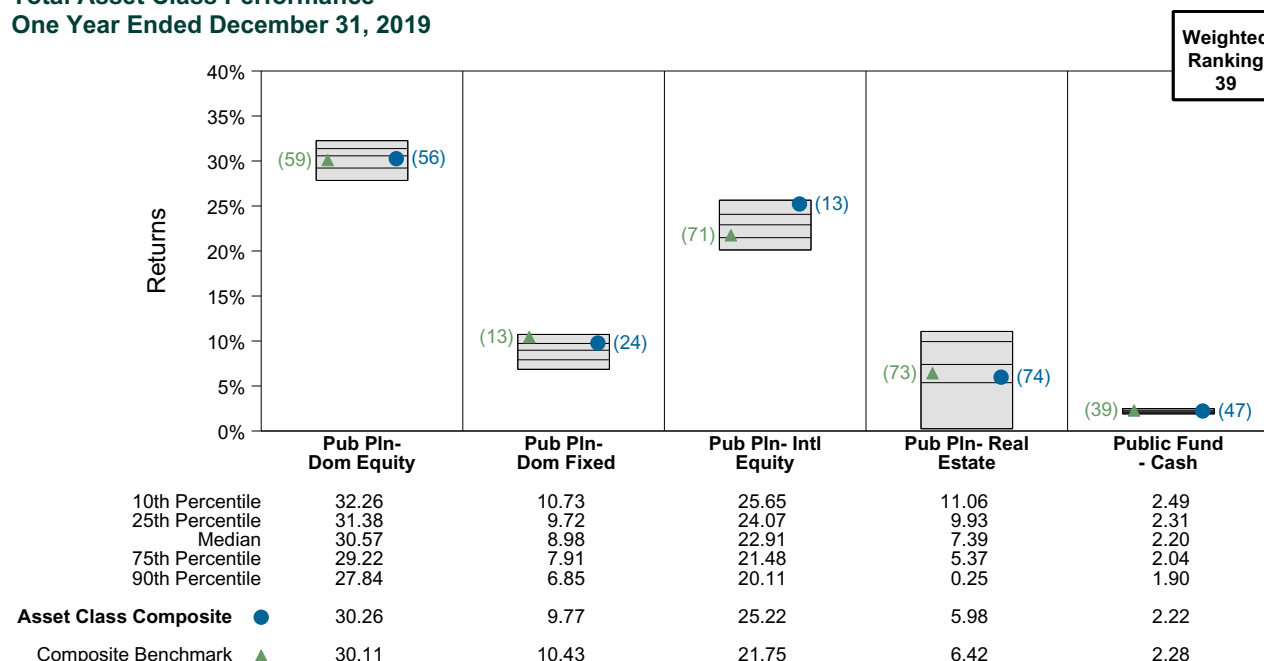 Total Asset Class Performance
One Year Ended December 31, 2019
Weighted
Ranking
39
40%
35%
30%
25%
20%
15%
10%
5%
0%
Returns
(59) (56)
(13) (24)
(71) (13)
(73) (74)
(39) (47)
Pub Pln- Dom Equity
Pub Pln- Dom Fixed
Pub Pln- Intl Equity
Pub Pln- Real Estate
Public Fund - Cash
10th Percentile 32.26 10.73 25.65 11.06 2.49
25th Percentile 31.38 9.72 24.07 9.93 2.31
Median 30.57 8.98 22.91 7.39 2.20
75th Percentile 29.22 7.91 21.48 5.37 2.04
90th Percentile 27.84 6.85 20.11 0.25 1.90
Asset Class Composite 30.26 9.77 25.22 5.98 2.22
Composite Benchmark 30.11 10.43 21.75 6.42 2.28